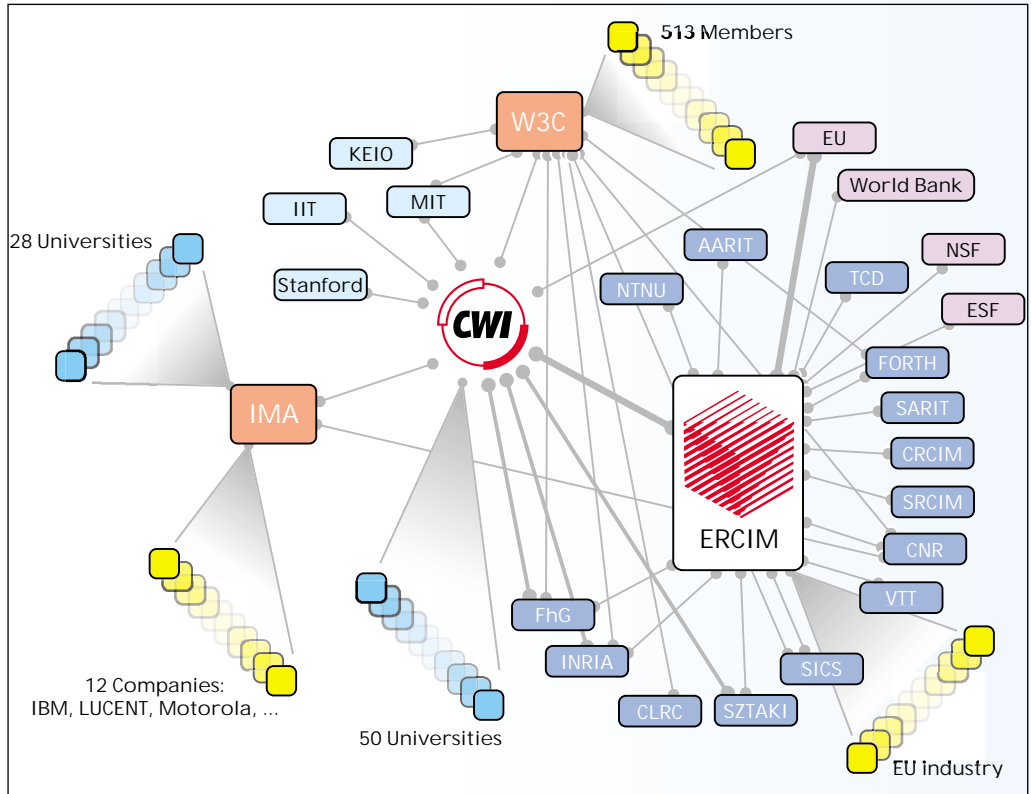 513 Members
W3C
EU
KEIO
World Bank
MIT
IIT
28 Universities
AARIT
NSF
TCD
Stanford
NTNU
ESF
CWI
FORTH
SARIT
IMA
CRCIM
SRCIM
ERCIM
CNR
VTT
FhG
INRIA
SICS
12 Companies:
IBM, LUCENT, Motorola, ...
CLRC
SZTAKI
50 Universities
EU industry